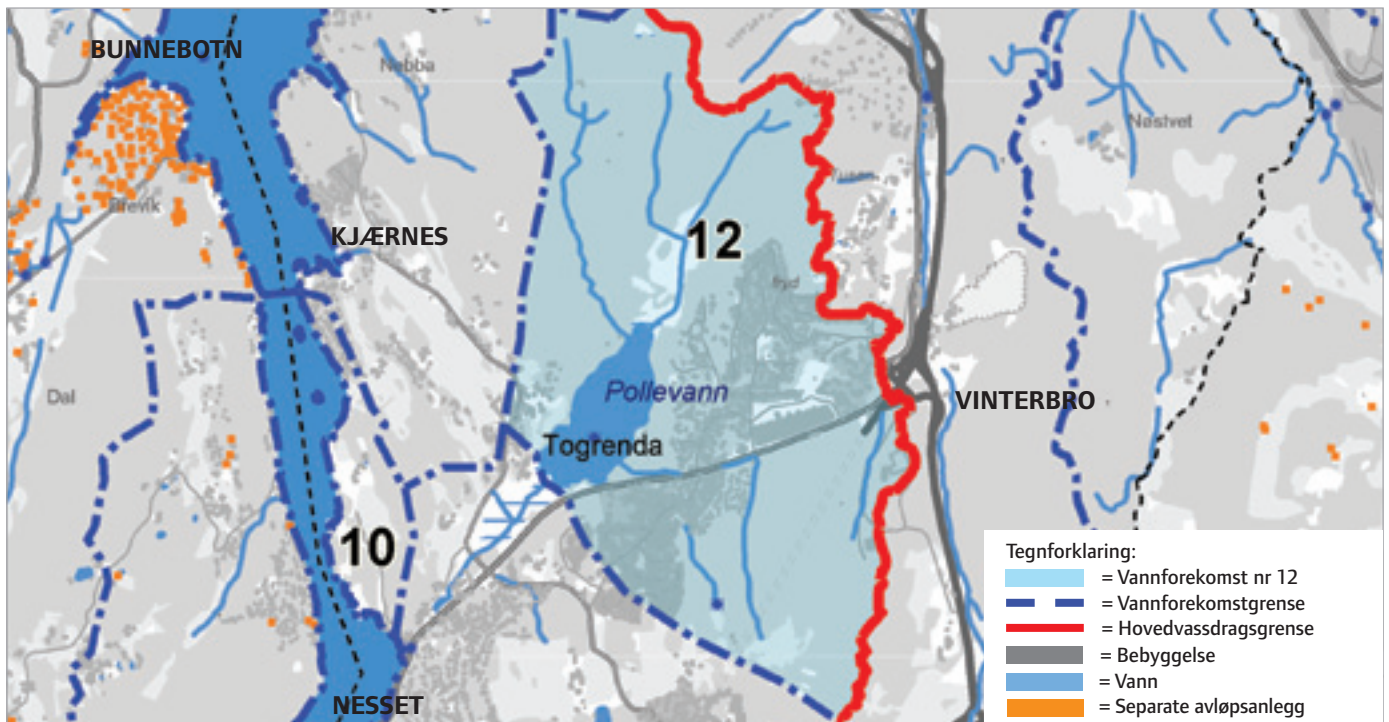 BUNNEBOTN
Nebba
Nøstvet
Brevik
KJÆRNES
12
Pollevann
Dal
VINTERBRO
Togrenda
10
NESSET
Tegnforklaring:
= Vannforekomst nr 12
= Vannforekomstgrense
= Hovedvassdragsgrense
= Bebyggelse
= Vann
= Separate avløpsanlegg